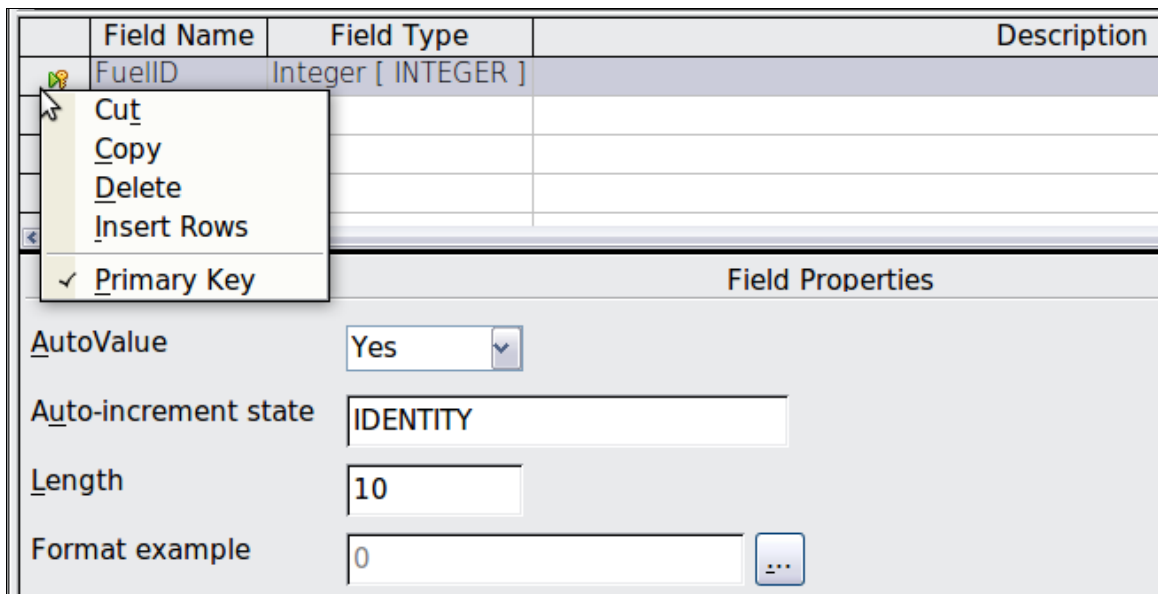 Field Name Field Type Description
FuelID Integer [ INTEGER ]
Cut
Copy
Delete
Insert Rows
Primary Key
Field Properties
AutoValue Yes
Auto-increment state IDENTITY
Length 10
Format example 0 ...